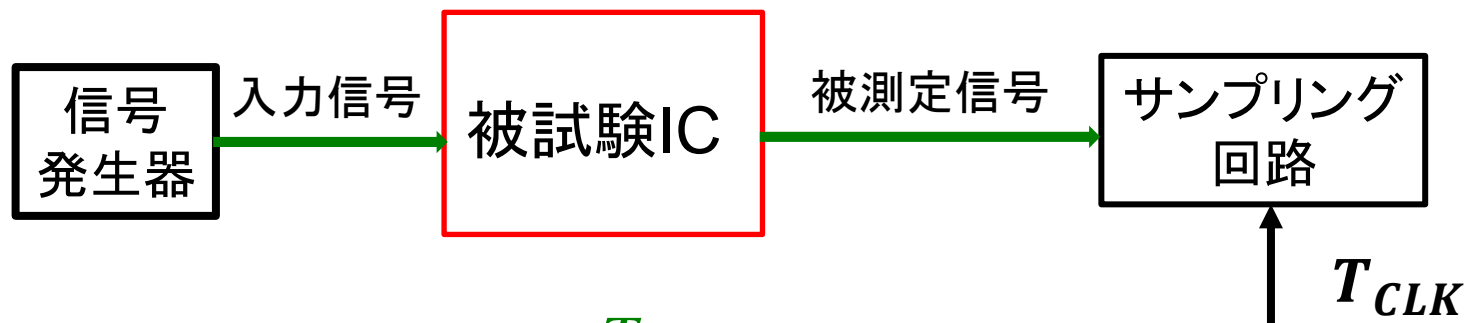 信号
発生器
入力信号
被試験IC
被測定信号
サンプリング
回路
T_CLK